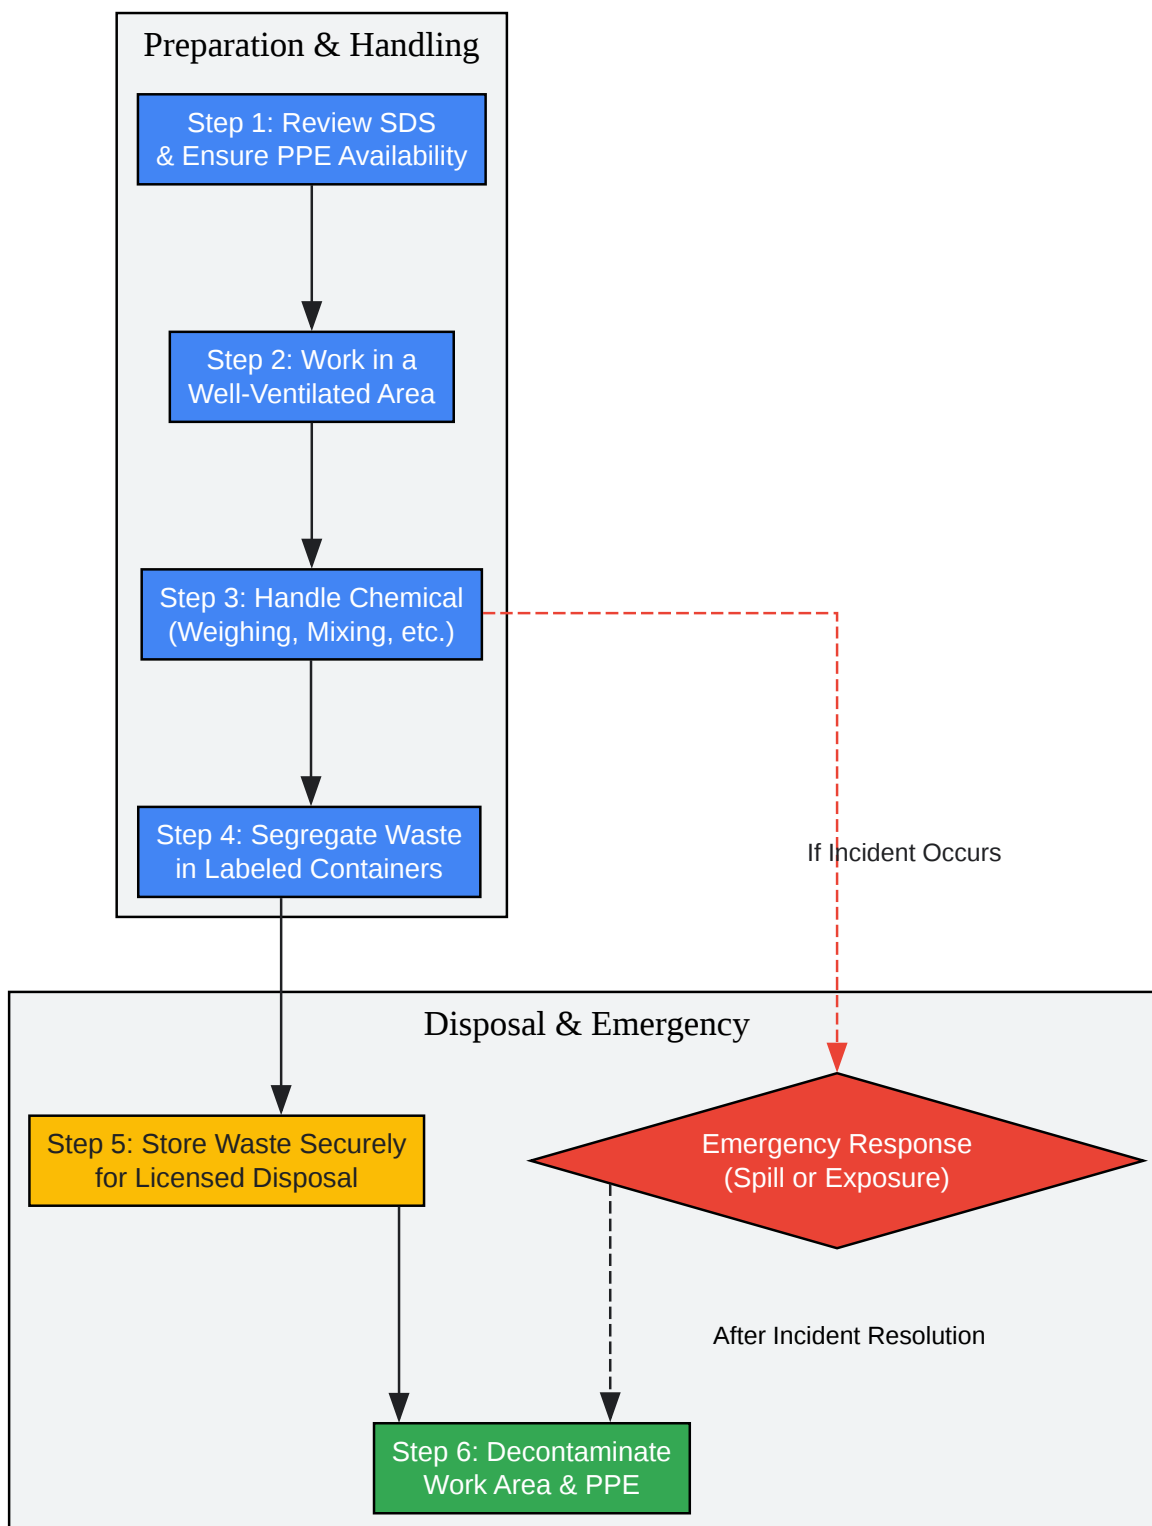 Preparation & Handling
Step 1: Review SDS
& Ensure PPE Availability
Step 2: Work in a
Well-Ventilated Area
Step 3: Handle Chemical
(Weighing, Mixing, etc.)
Step 4: Segregate Waste
in Labeled Containers
If Incident Occurs
Disposal & Emergency
Step 5: Store Waste Securely
for Licensed Disposal
Emergency Response
(Spill or Exposure)
After Incident Resolution
Step 6: Decontaminate
Work Area & PPE